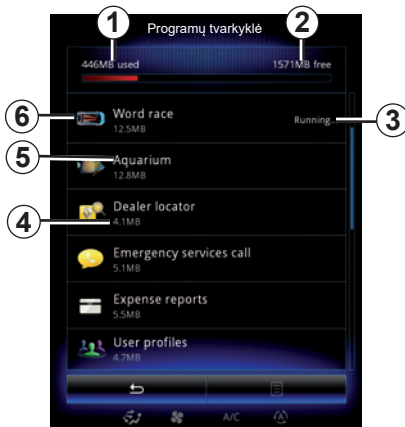 1
2
Programų tvarkyklė
446MB used
1571MB free
6
Word race
Running..
3
12.5MB
5
Aquarium
12.8MB
Dealer locator
4
4.1MB
Emergency services call
5.1MB
Expense reports
5.5MB
User profiles
4.7MB
A/C
A